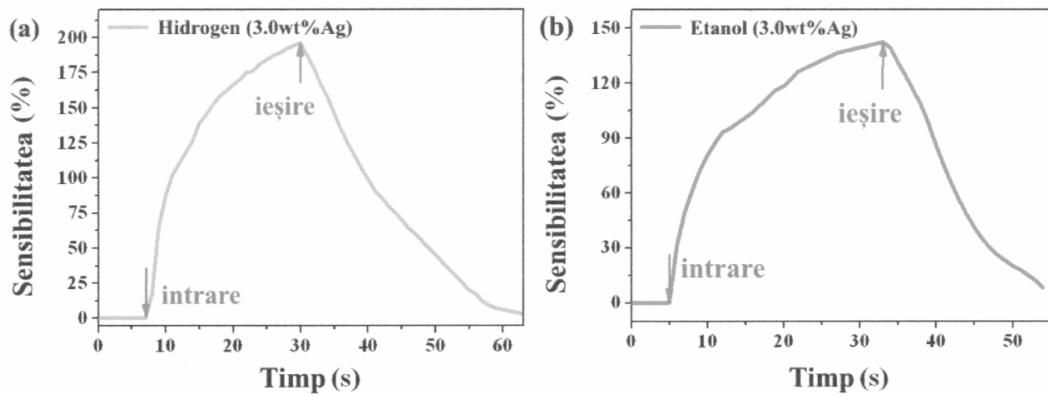 (a)
Hidrogen (3.0wt%Ag)
Sensibilitatea (%)
200
175
150
125
100
75
50
25
0
ieșire
intrare
0 10 20 30 40 50 60
Timp (s)
(b)
Etanol (3.0wt%Ag)
Sensibilitatea (%)
150
120
90
60
30
0
ieșire
intrare
0 10 20 30 40 50
Timp (s)